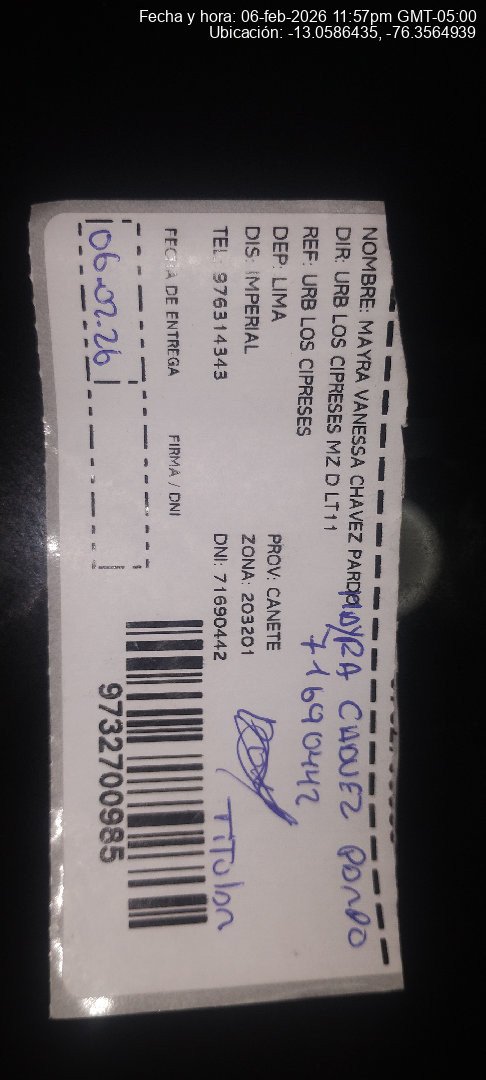 Fecha y hora: 06-feb-2026 11:57pm GMT-05:00
Ubicación: -13.0586435, -76.3564939
NOMBRE: MAYRA VANESSA CHAVEZ PARDO
DIR: URB LOS CIPRESES MZ D LT11
REF: URB LOS CIPRESES
DEP: LIMA PROV: CANETE
DIS: IMPERIAL ZONA: 203201
TEL: 976314343 DNI: 71690442
FECHA DE ENTREGA FIRMA / DNI
06.02.26
MAYRA CHAVEZ PARDO
71690442
TiTular
9732700985